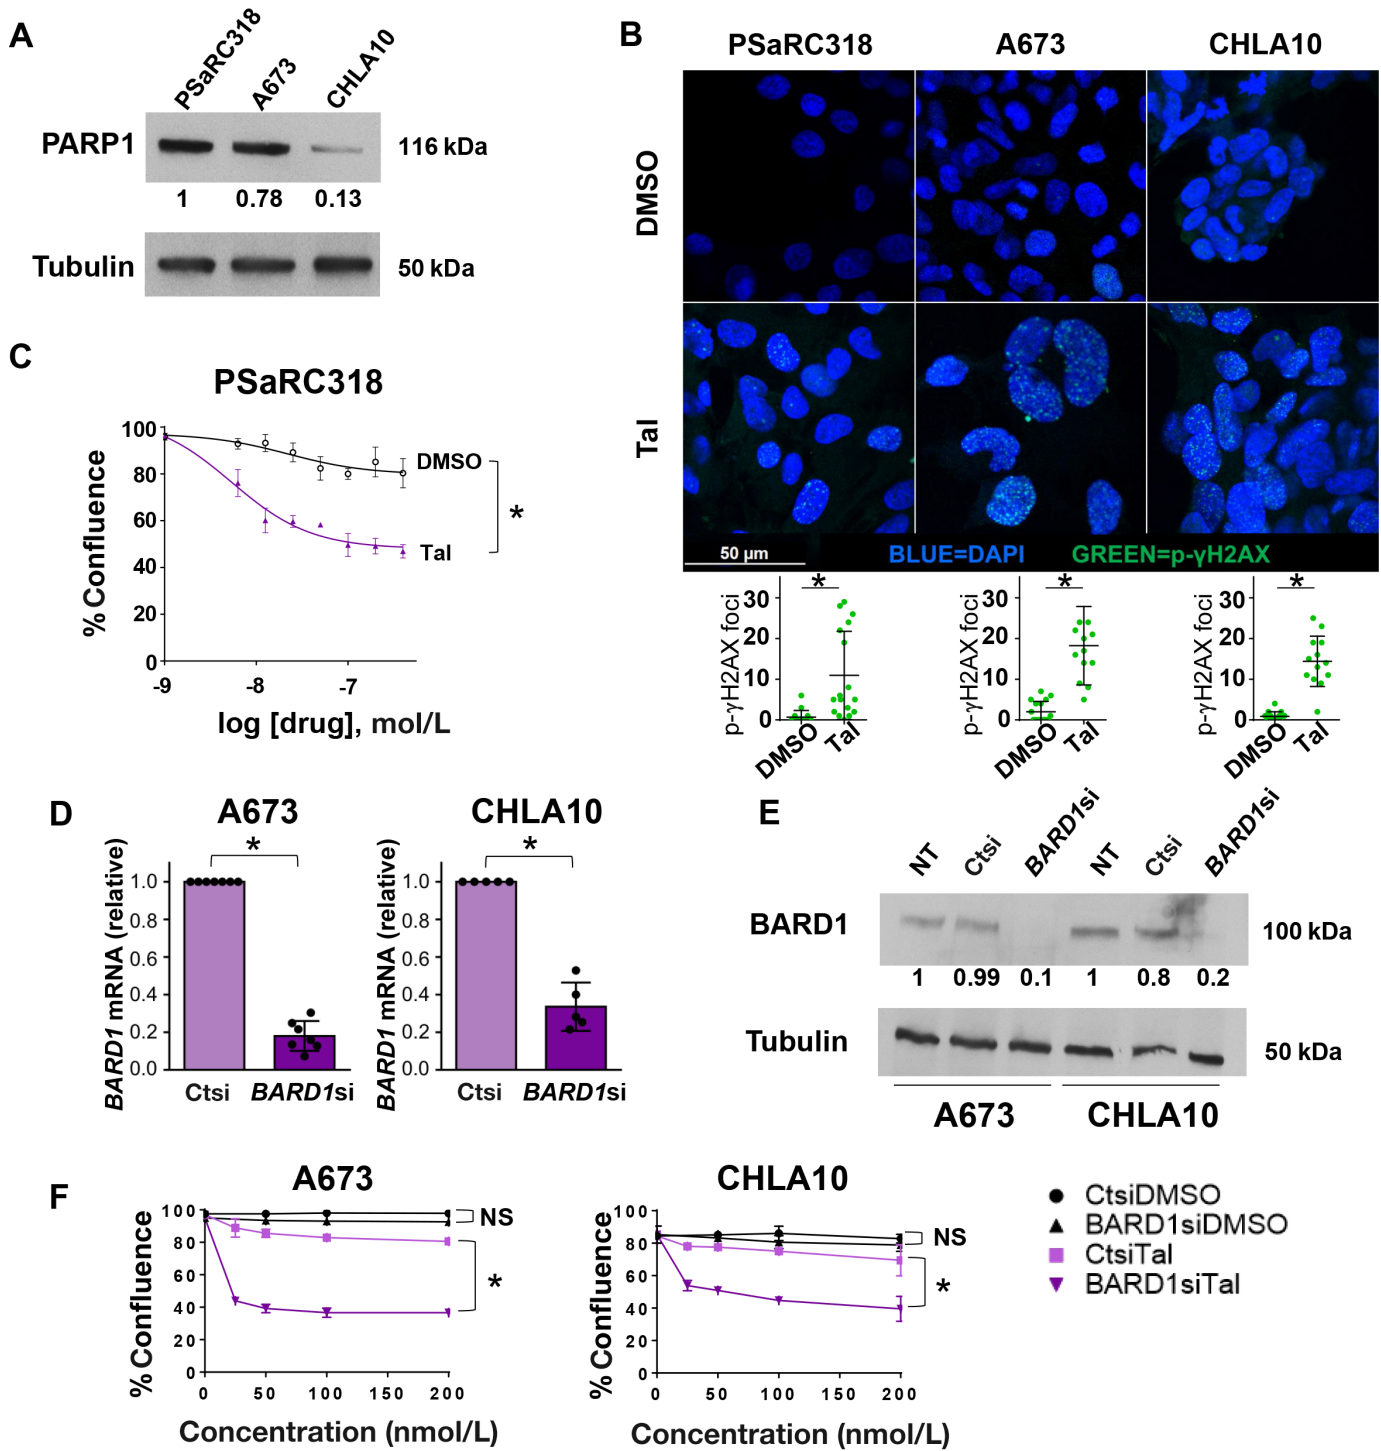 A
PSaRC318
A673
CHLA10
PARP1
116 kDa
1 0.78 0.13
Tubulin
50 kDa
B
PSaRC318 A673 CHLA10
DMSO
Tal
50 µm
BLUE=DAPI
GREEN=p-γH2AX
p-γH2AX foci
30
20
10
0
*
DMSO
Tal
p-γH2AX foci
30
20
10
0
*
DMSO
Tal
p-γH2AX foci
30
20
10
0
*
DMSO
Tal
C
PSaRC318
% Confluence
100
80
60
40
20
0
-9 -8 -7
log [drug], mol/L
DMSO
Tal
*
D
A673
BARD1 mRNA (relative)
1.0
0.8
0.6
0.4
0.2
0.0
*
Ctsi BARD1si
CHLA10
BARD1 mRNA (relative)
1.0
0.8
0.6
0.4
0.2
0.0
*
Ctsi BARD1si
E
NT
Ctsi
BARD1si
NT
Ctsi
BARD1si
BARD1
100 kDa
1 0.99 0.1 1 0.8 0.2
Tubulin
50 kDa
A673 CHLA10
F
A673
% Confluence
100
80
60
40
20
0
0 50 100 150 200
Concentration (nmol/L)
NS
*
CHLA10
% Confluence
100
80
60
40
20
0
0 50 100 150 200
Concentration (nmol/L)
NS
*
CtsiDMSO
BARD1siDMSO
CtsiTal
BARD1siTal